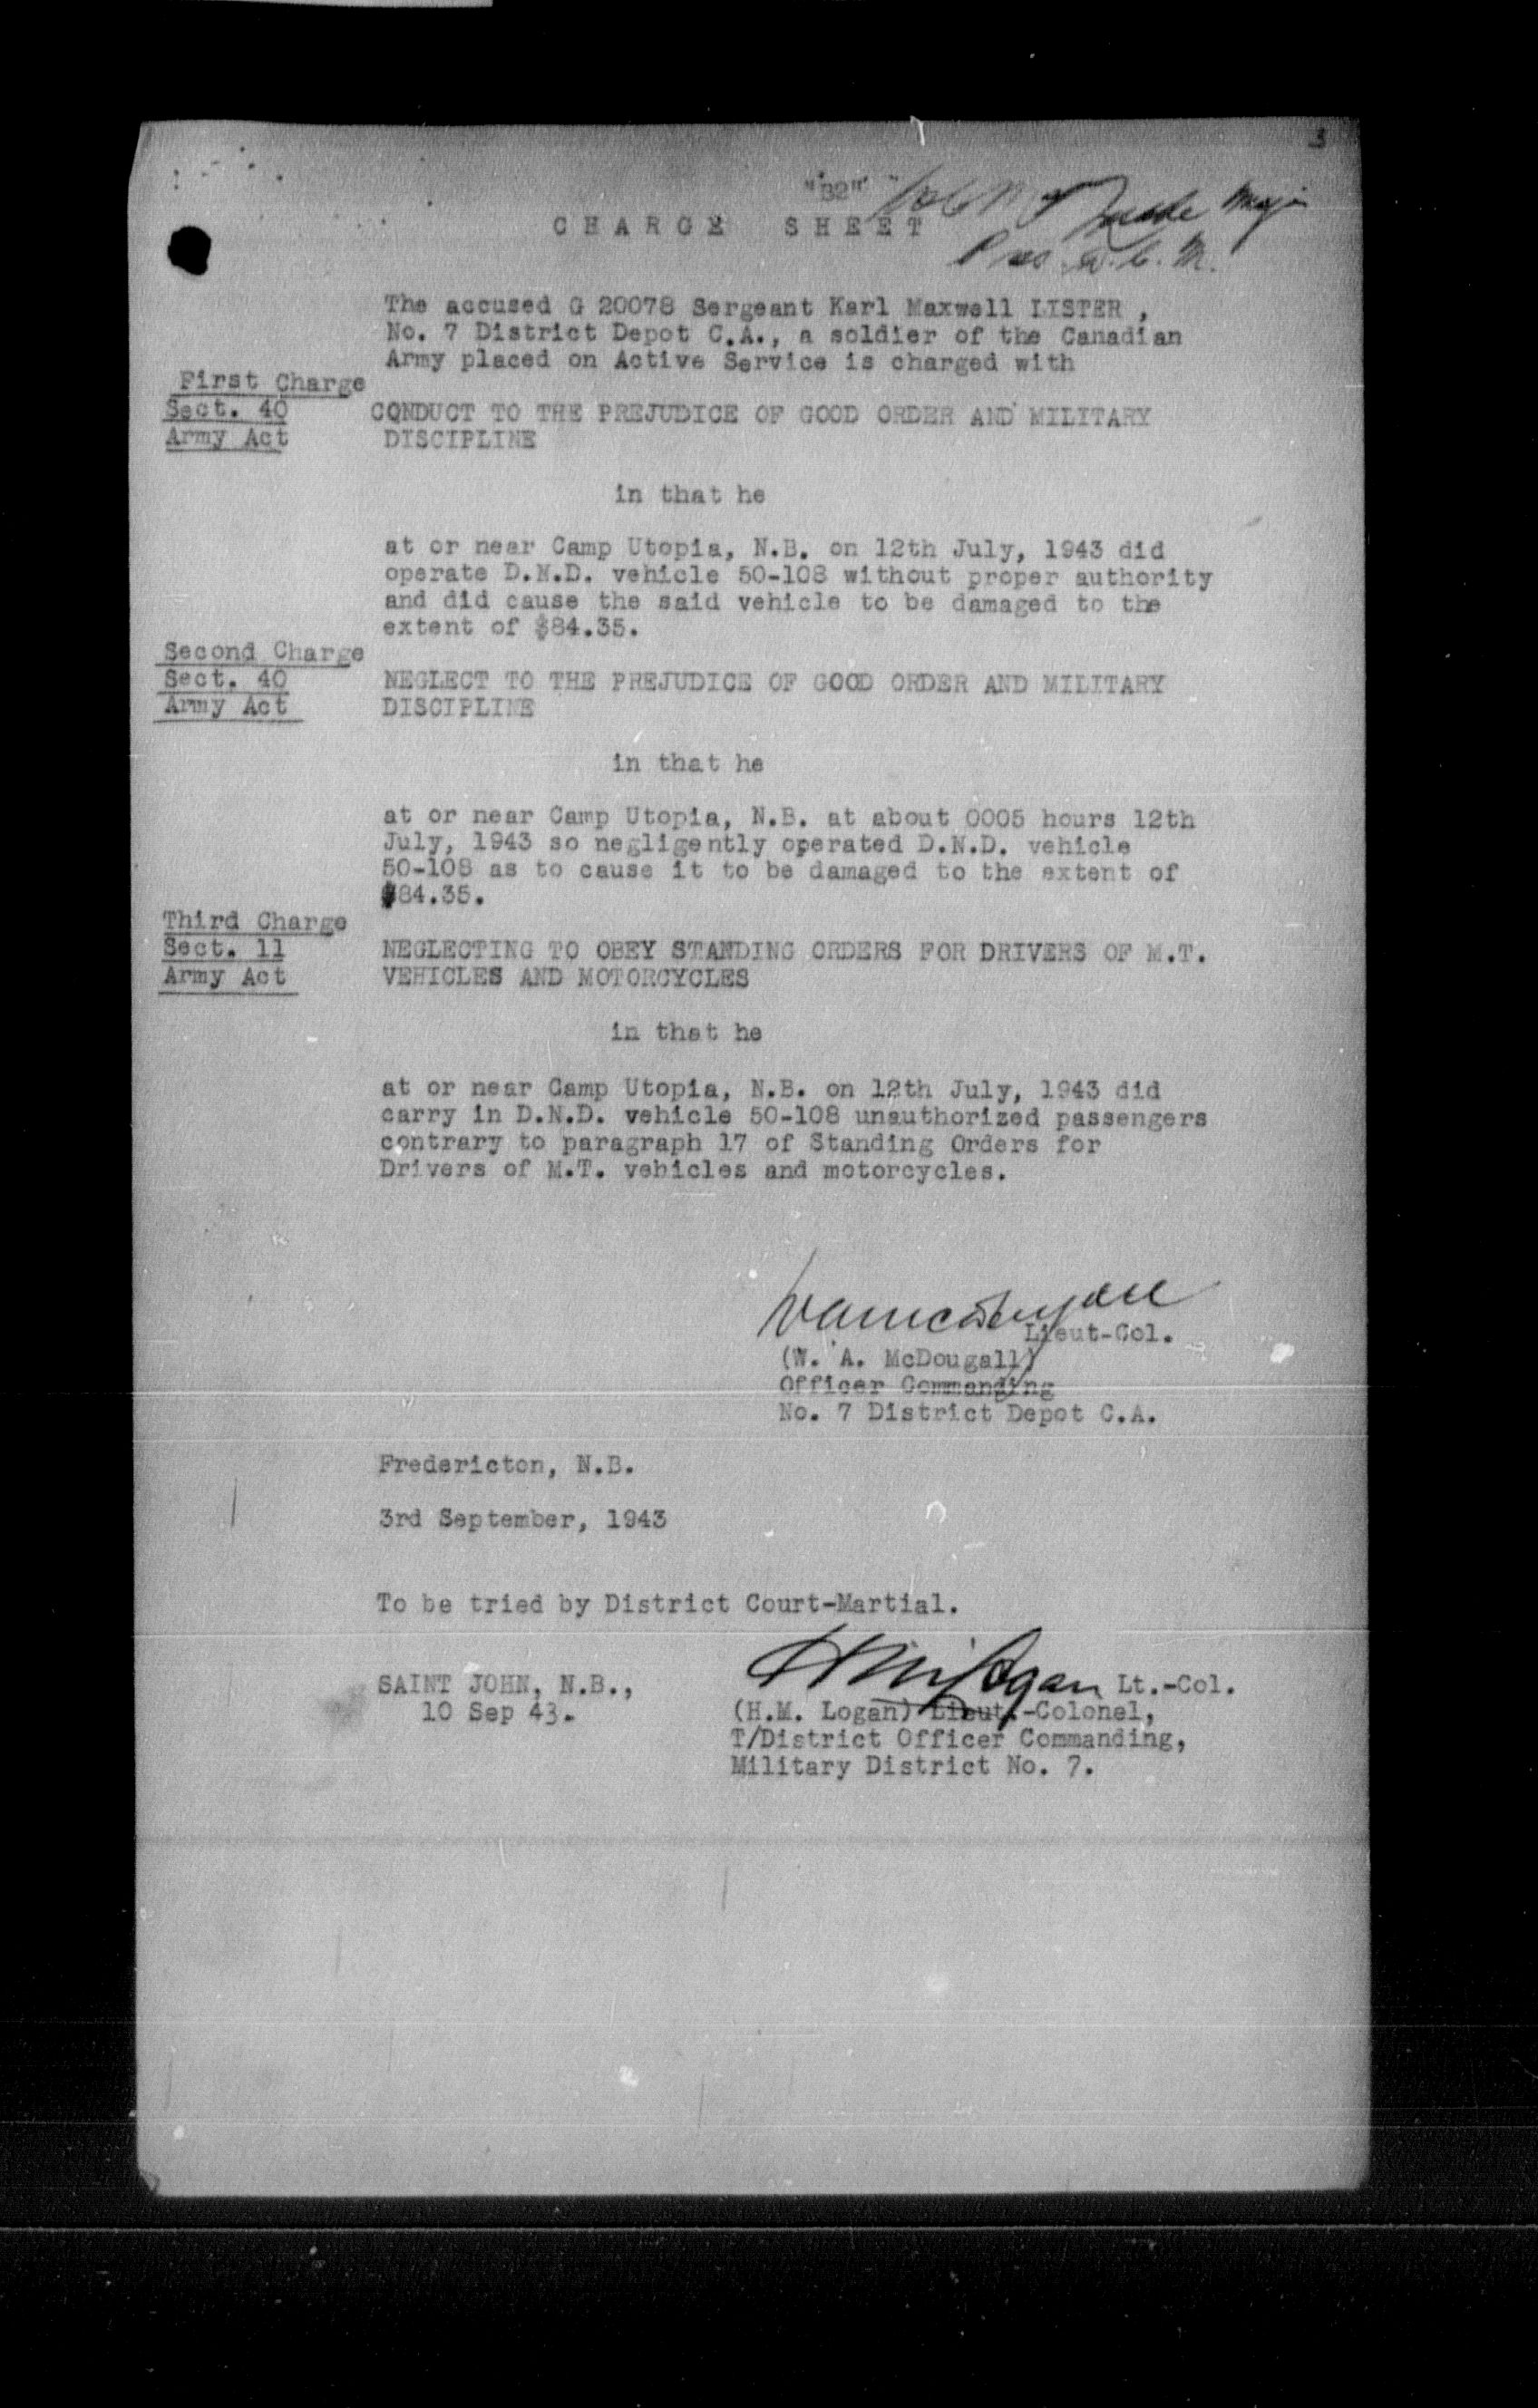 3
"B2"
CHARGE SHEET
Major
Pres D.C.M.
The accused G 20078 Sergeant Karl Maxwell LISTER ,
No. 7 District Depot C.A., a soldier of the Canadian
Army placed on Active Service is charged with
First Charge
Sect. 40
Army Act
CONDUCT TO THE PREJUDICE OF GOOD ORDER AND MILITARY
DISCIPLINE
in that he
at or near Camp Utopia, N.B. on 12th July, 1943 did
operate D.N.D. vehicle 50-108 without proper authority
and did cause the said vehicle to be damaged to the
extent of $84.35.
Second Charge
Sect. 40
Army Act
NEGLECT TO THE PREJUDICE OF GOOD ORDER AND MILITARY
DISCIPLINE
in that he
at or near Camp Utopia, N.B. at about 0005 hours 12th
July, 1943 so negligently operated D.N.D. vehicle
50-108 as to cause it to be damaged to the extent of
$84.35.
Third Charge
Sect. 11
Army Act
NEGLECTING TO OBEY STANDING ORDERS FOR DRIVERS OF M.T.
VEHICLES AND MOTORCYCLES
in that he
at or near Camp Utopia, N.B. on 12th July, 1943 did
carry in D.N.D. vehicle 50-108 unauthorized passengers
contrary to paragraph 17 of Standing Orders for
Drivers of M.T. vehicles and motorcycles.
WAMcDougall
Lieut-Col.
(W. A. McDougall)
Officer Commanding
No. 7 District Depot C.A.
Fredericton, N.B.
3rd September, 1943
To be tried by District Court-Martial.
HM Logan Lt.-Col.
SAINT JOHN, N.B.,
10 Sep 43.
(H.M. Logan) Lieut.-Colonel,
T/District Officer Commanding,
Military District No. 7.